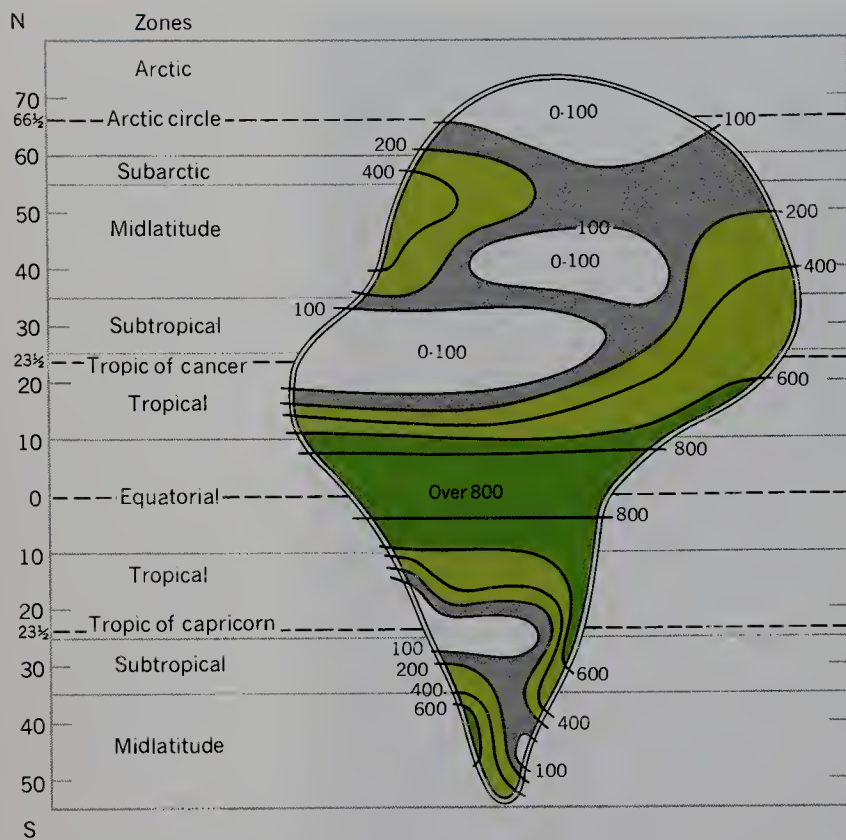 N Zones
Arctic
70 0-100
66½ Arctic circle 100
60 200
Subarctic 400
50 200
Midlatitude 100
40 0-100 400
30 100
Subtropical
0-100
23½ Tropic of cancer
20 600
Tropical
10 800
0 Equatorial Over 800
800
10
Tropical
20
23½ Tropic of capricorn
100
30 Subtropical 200 600
400
600 400
40
Midlatitude
100
50
S